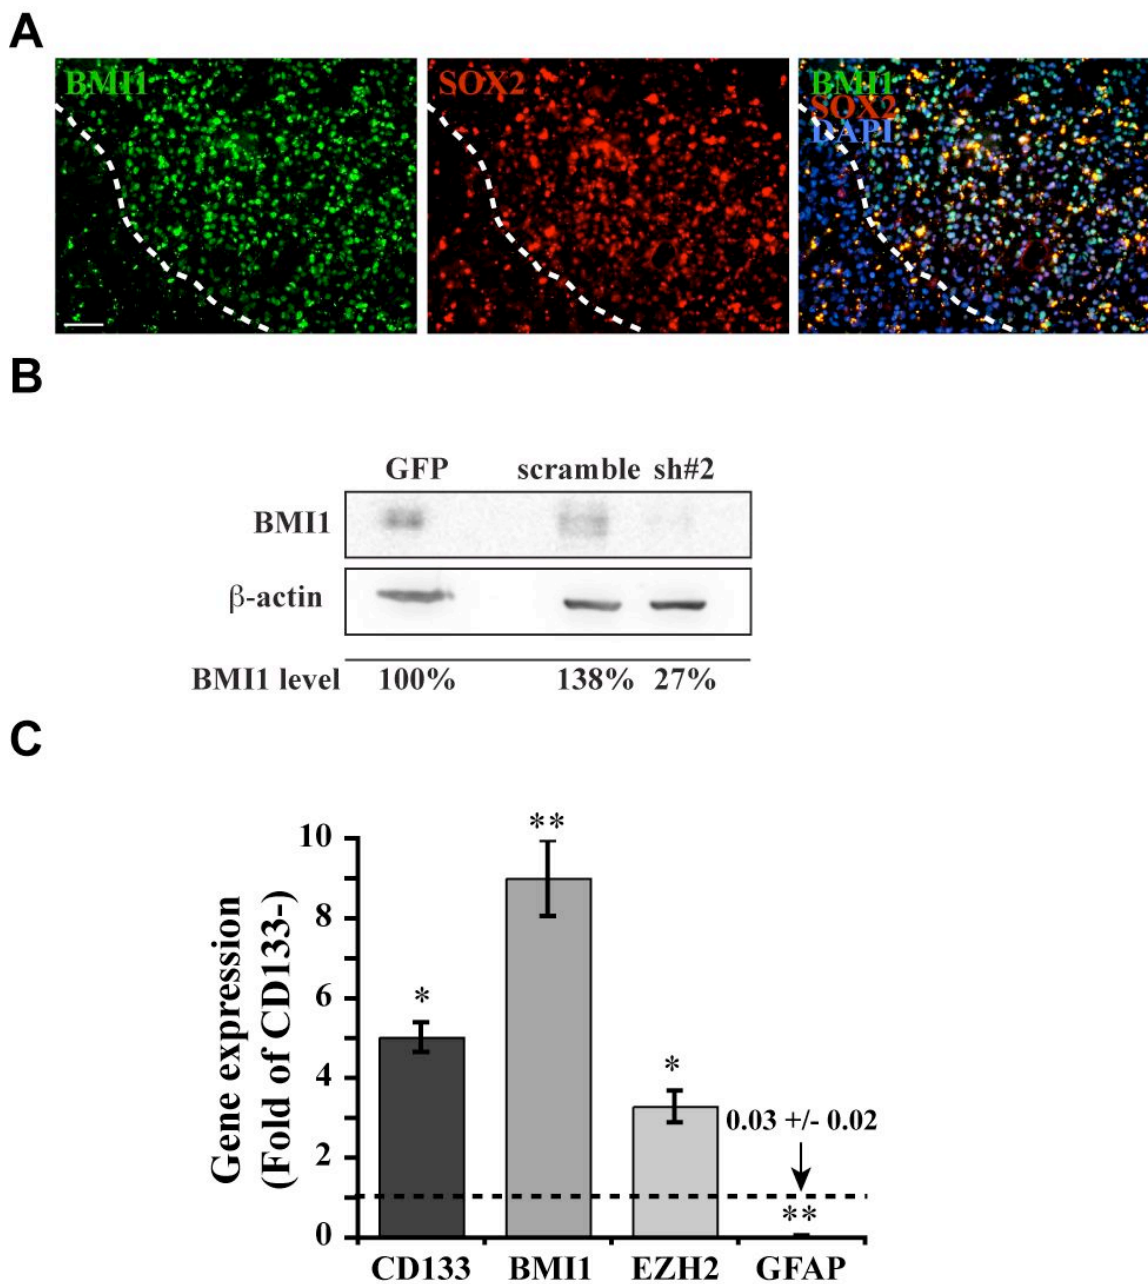 A
BMI1
SOX2
BMI1
SOX2
DAPI
B
GFP scramble sh#2
BMI1
β-actin
BMI1 level 100% 138% 27%
C
Gene expression
(Fold of CD133-)
10
8
6
4
2
0
*
**
*
0.03 +/- 0.02
**
CD133 BMI1 EZH2 GFAP